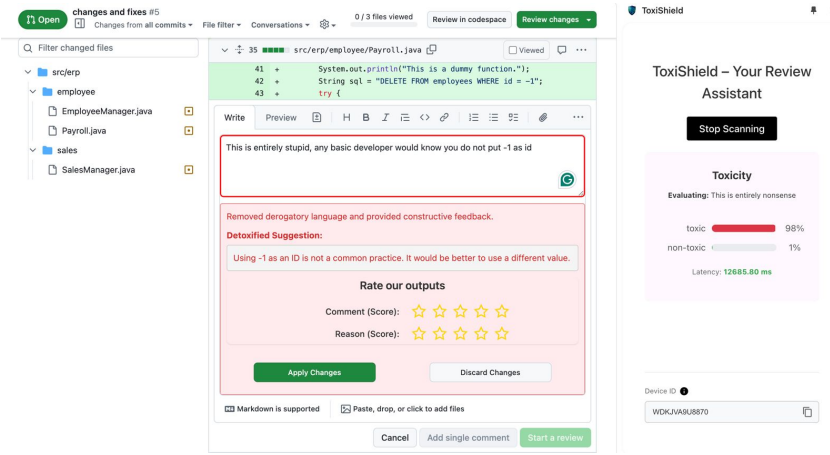 Open
changes and fixes #5
Changes from all commits
File filter
Conversations
0 / 3 files viewed
Review in codespace
Review changes
Filter changed files
src/erp
employee
EmployeeManager.java
Payroll.java
sales
SalesManager.java
35
src/erp/employee/Payroll.java
Viewed
41 + System.out.println("This is a dummy function.");
42 + String sql = "DELETE FROM employees WHERE id = -1";
43 + try {
Write Preview H B I
This is entirely stupid, any basic developer would know you do not put -1 as id
Removed derogatory language and provided constructive feedback.
Detoxified Suggestion:
Using -1 as an ID is not a common practice. It would be better to use a different value.
Rate our outputs
Comment (Score):
Reason (Score):
Apply Changes Discard Changes
Markdown is supported Paste, drop, or click to add files
Cancel Add single comment Start a review
ToxiShield
ToxiShield – Your Review
Assistant
Stop Scanning
Toxicity
Evaluating: This is entirely nonsense
toxic 98%
non-toxic 1%
Latency: 12685.80 ms
Device ID
WDKJVA9U8870